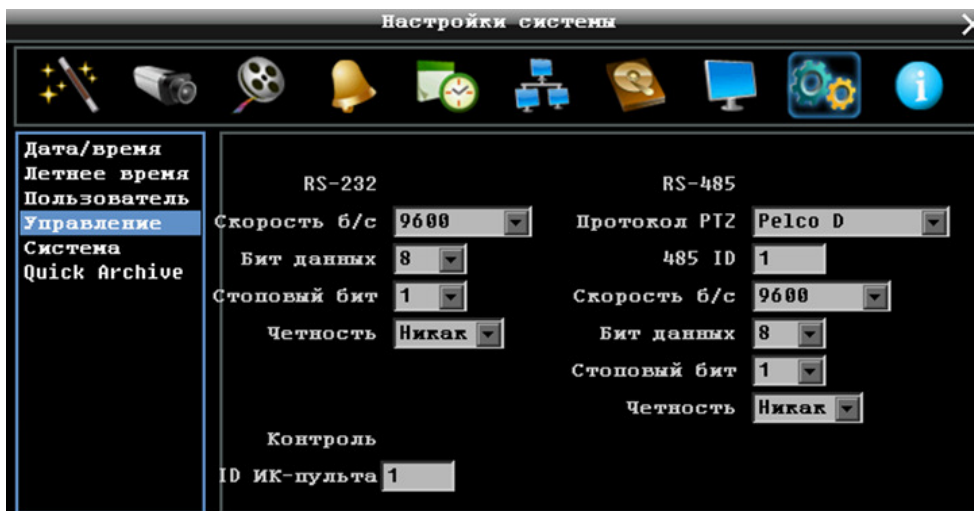 Настройки системы
Дата/время
Летнее время
Пользователь
Управление
Система
Quick Archive
RS-232
Скорость б/с 9600
Бит данных 8
Стоповый бит 1
Четность Никак
Контроль
ID ИК-пульта 1
RS-485
Протокол PTZ Pelco D
485 ID 1
Скорость б/с 9600
Бит данных 8
Стоповый бит 1
Четность Никак